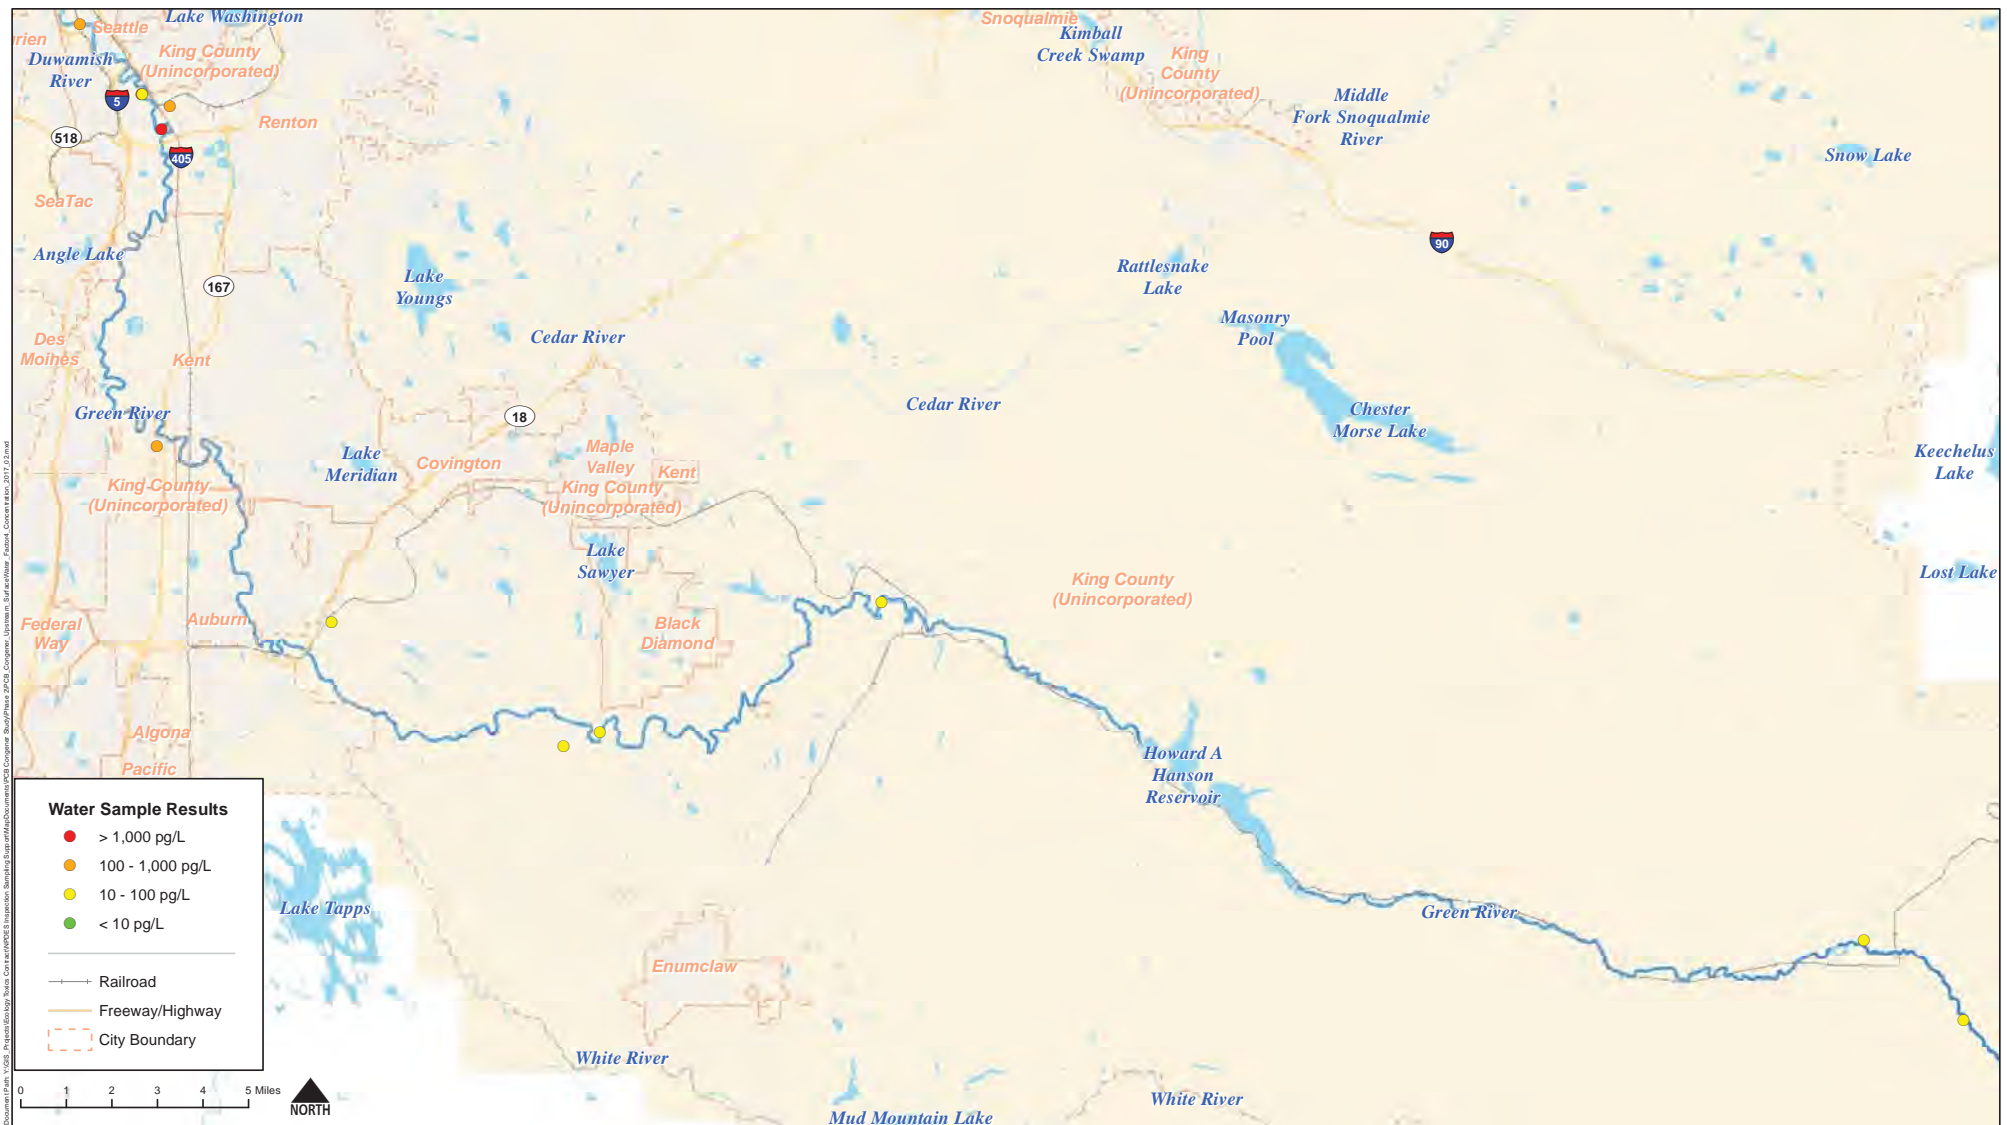 Lake Washington
Seattle
rien
King County
(Unincorporated)
Duwamish
River
5
518
405
Renton
SeaTac
Angle Lake
167
Lake
Youngs
Des
Moines
Kent
Cedar River
Green River
18
Lake
Meridian
Covington
Maple
Valley
King County
(Unincorporated)
Kent
King County
(Unincorporated)
Lake
Sawyer
Federal
Way
Auburn
Black
Diamond
Algona
Pacific
Snoqualmie
Kimball
Creek Swamp
King
County
(Unincorporated)
Middle
Fork Snoqualmie
River
Snow Lake
90
Rattlesnake
Lake
Masonry
Pool
Cedar River
Chester
Morse Lake
Keechelus
Lake
Lost Lake
King County
(Unincorporated)
Howard A
Hanson
Reservoir
Green River
Lake Tapps
Enumclaw
White River
White River
Mud Mountain Lake
Water Sample Results
> 1,000 pg/L
100 - 1,000 pg/L
10 - 100 pg/L
< 10 pg/L
Railroad
Freeway/Highway
City Boundary
0 1 2 3 4 5 Miles
NORTH